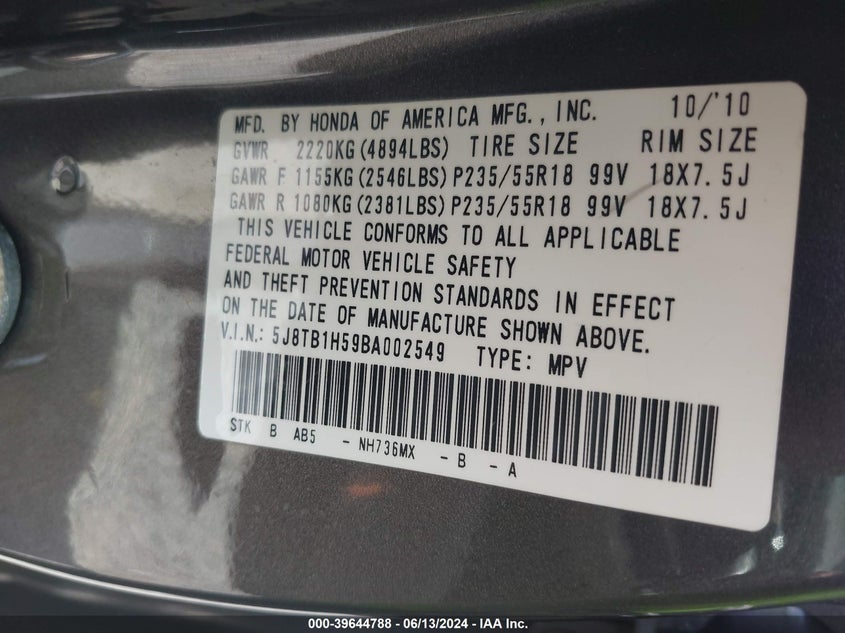 MFD. BY HONDA OF AMERICA MFG., INC. 10/'10
GVWR 2220KG(4894LBS) TIRE SIZE RIM SIZE
GAWR F 1155KG(2546LBS)P235/55R18 99V 18X7.5J
GAWR R 1080KG(2381LBS)P235/55R18 99V 18X7.5J
THIS VEHICLE CONFORMS TO ALL APPLICABLE
FEDERAL MOTOR VEHICLE SAFETY
AND THEFT PREVENTION STANDARDS IN EFFECT
ON THE DATE OF MANUFACTURE SHOWN ABOVE.
V.I.N.: 5J8TB1H59BA002549 TYPE: MPV
STK B AB5 - NH736MX - B - A
000-39644788 - 06/13/2024 - IAA Inc.